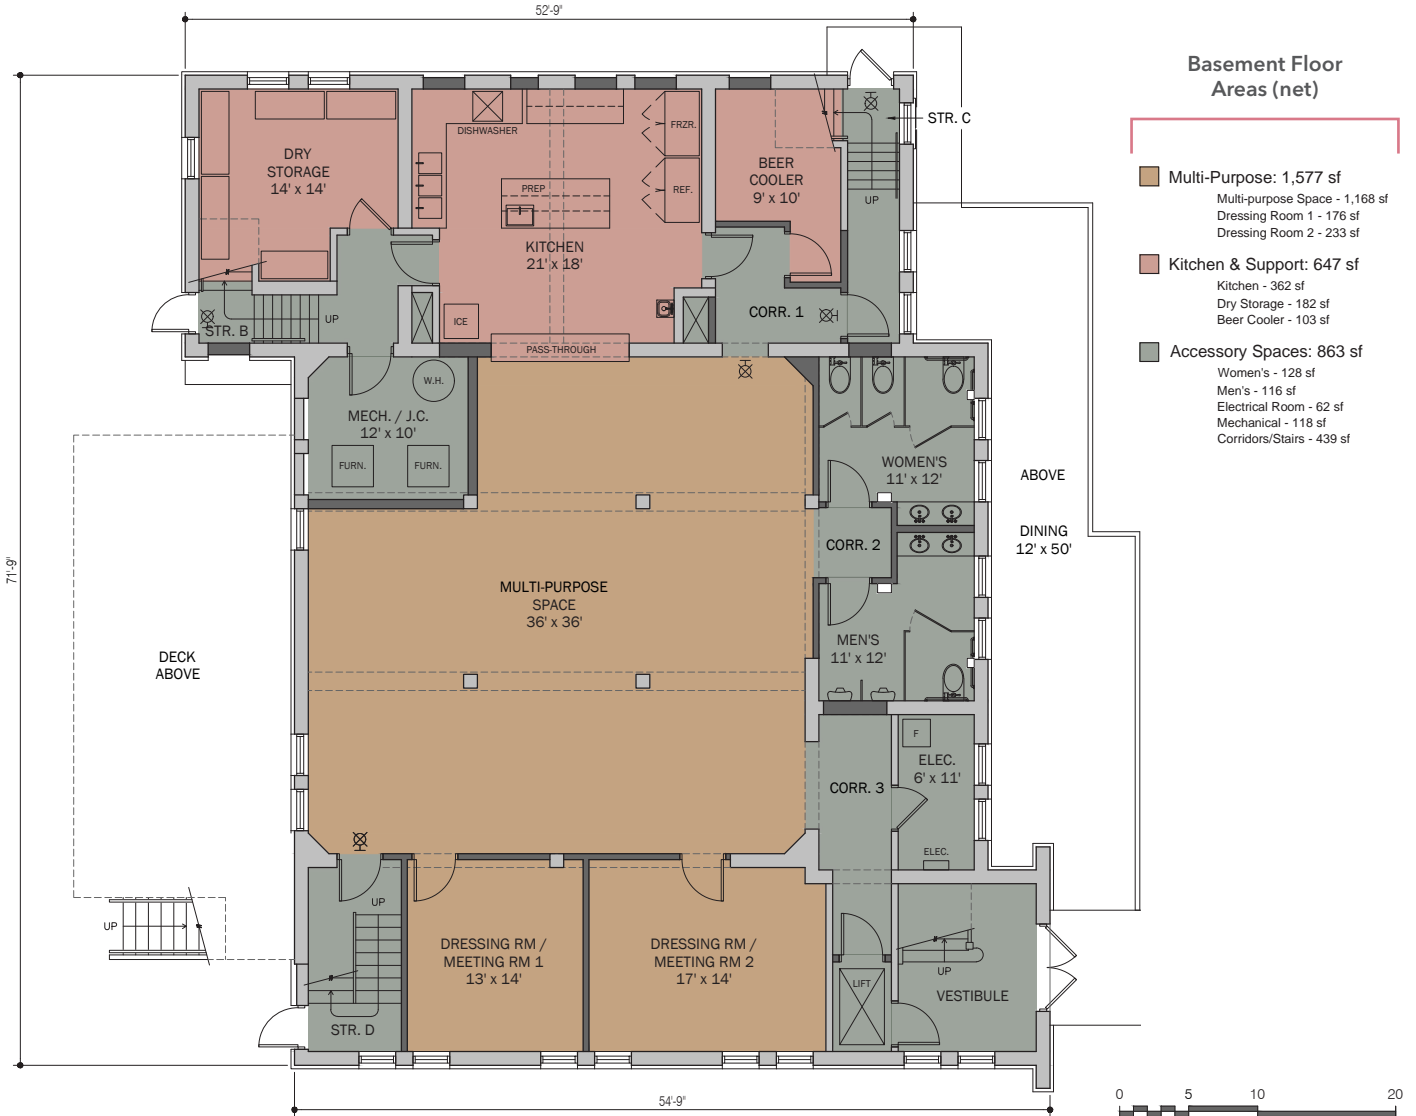 52'-9"
71'-9"
54'-9"
Basement Floor
Areas (net)
Multi-Purpose: 1,577 sf
Multi-purpose Space - 1,168 sf
Dressing Room 1 - 176 sf
Dressing Room 2 - 233 sf
Kitchen & Support: 647 sf
Kitchen - 362 sf
Dry Storage - 182 sf
Beer Cooler - 103 sf
Accessory Spaces: 863 sf
Women's - 128 sf
Men's - 116 sf
Electrical Room - 62 sf
Mechanical - 118 sf
Corridors/Stairs - 439 sf
DRY
STORAGE
14' x 14'
DISHWASHER
PREP
FRZR.
REF.
KITCHEN
21' x 18'
ICE
PASS-THROUGH
BEER
COOLER
9' x 10'
STR. C
UP
CORR. 1
STR. B
UP
MECH. / J.C.
12' x 10'
W.H.
FURN.
FURN.
WOMEN'S
11' x 12'
ABOVE
DINING
12' x 50'
CORR. 2
MULTI-PURPOSE
SPACE
36' x 36'
MEN'S
11' x 12'
DECK
ABOVE
F
ELEC.
6' x 11'
CORR. 3
ELEC.
UP
UP
DRESSING RM /
MEETING RM 1
13' x 14'
DRESSING RM /
MEETING RM 2
17' x 14'
LIFT
UP
VESTIBULE
STR. D
0 5 10 20